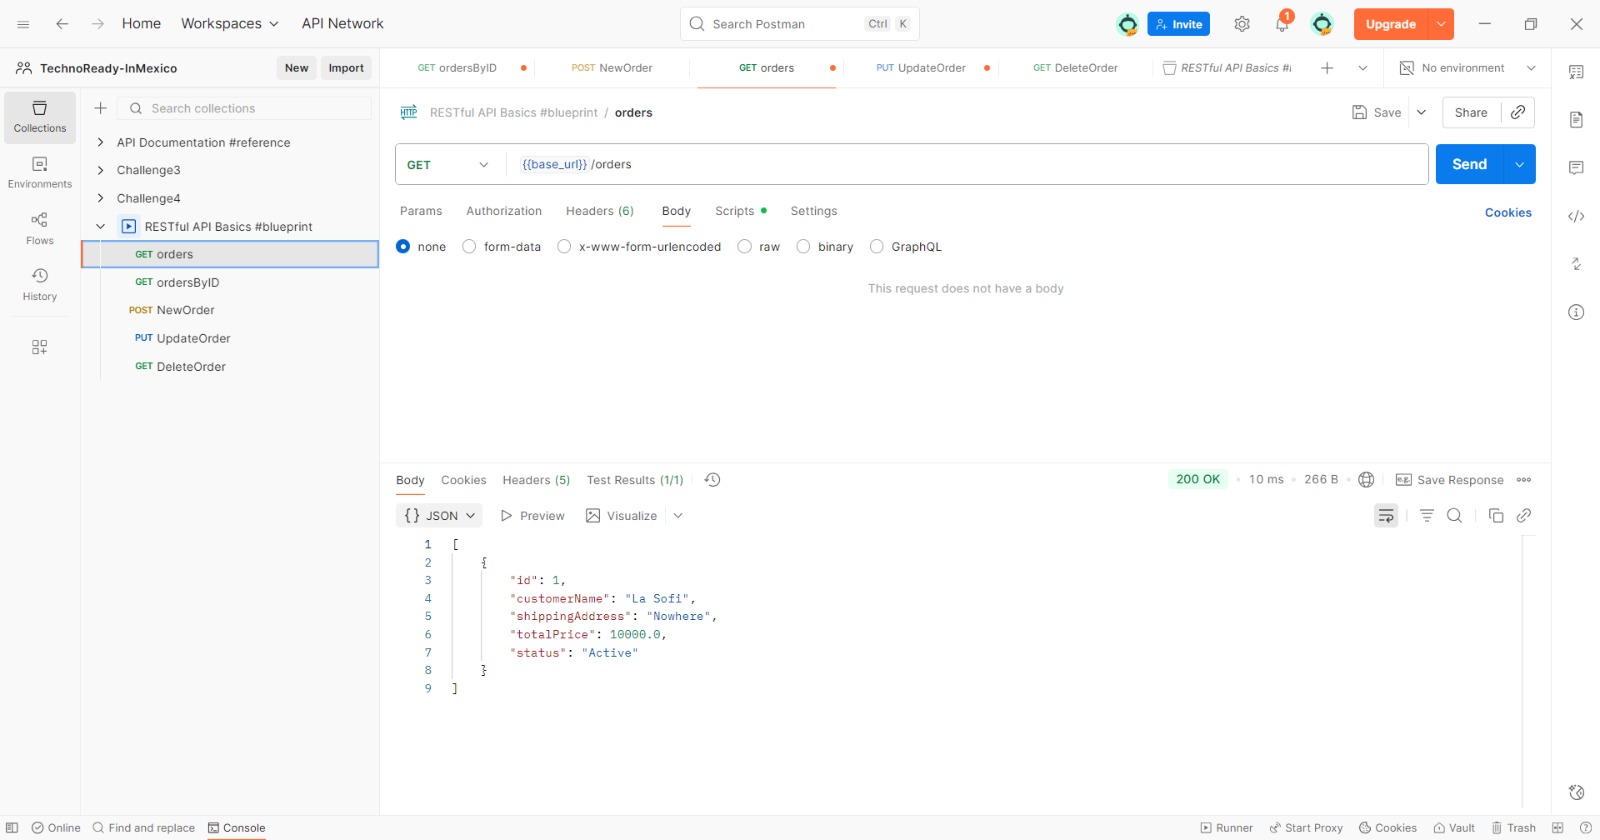 Home Workspaces API Network Search Postman Ctrl K Invite 1 Upgrade
TechnoReady-InMexico New Import GET ordersByID POST NewOrder GET orders PUT UpdateOrder GET DeleteOrder RESTful API Basics #bl No environment
Collections
Environments
Flows
History
Search collections
API Documentation #reference
Challenge3
Challenge4
RESTful API Basics #blueprint
GET orders
GET ordersByID
POST NewOrder
PUT UpdateOrder
GET DeleteOrder
HTTP RESTful API Basics #blueprint / orders Save Share
GET {{base_url}} /orders Send
Params Authorization Headers (6) Body Scripts Settings Cookies
none form-data x-www-form-urlencoded raw binary GraphQL
This request does not have a body
Body Cookies Headers (5) Test Results (1/1) 200 OK 10 ms 266 B e.g. Save Response
{} JSON Preview Visualize
1 [
2 {
3 "id": 1,
4 "customerName": "La Sofi",
5 "shippingAddress": "Nowhere",
6 "totalPrice": 10000.0,
7 "status": "Active"
8 }
9 ]
Online Find and replace Console Runner Start Proxy Cookies Vault Trash